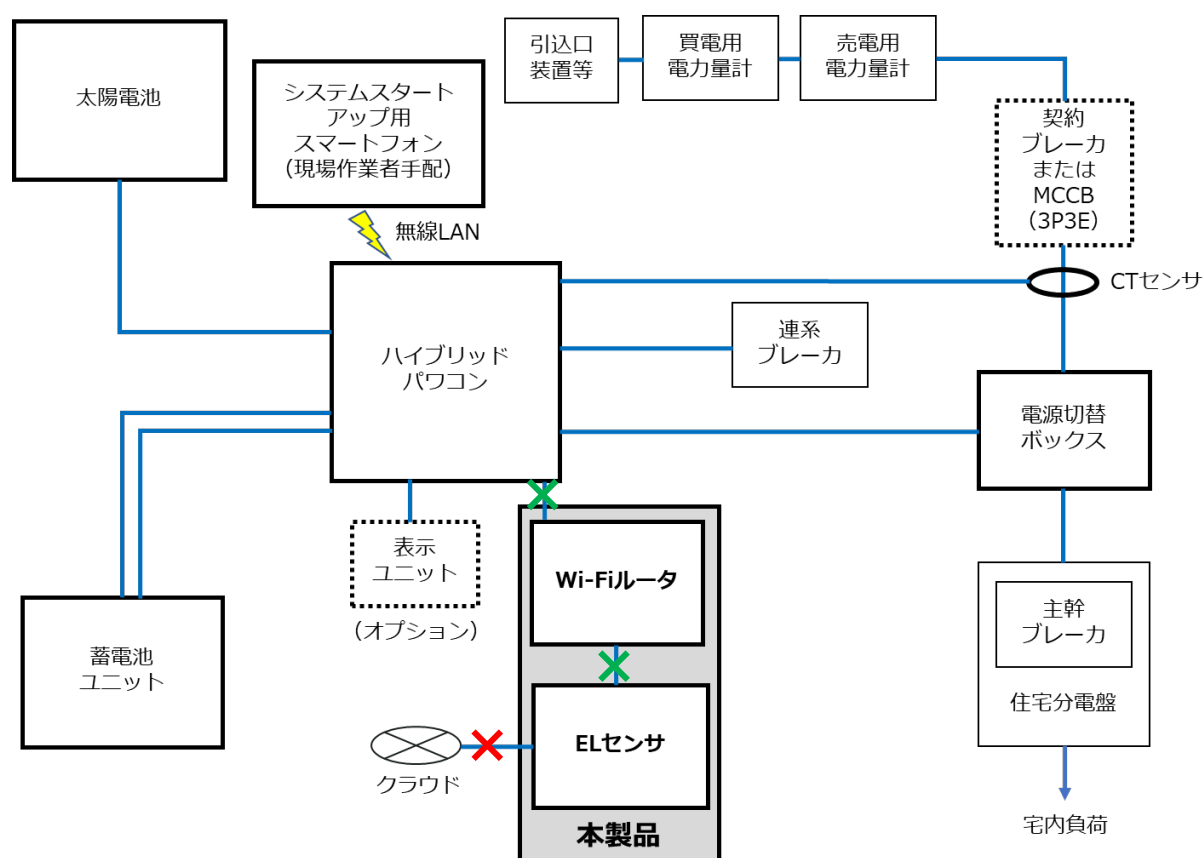 太陽電池
システムスタート
アップ用
スマートフォン
（現場作業者手配）
無線LAN
引込口
装置等
買電用
電力量計
売電用
電力量計
契約
ブレーカ
または
MCCB
（3P3E）
CTセンサ
ハイブリッド
パワコン
連系
ブレーカ
電源切替
ボックス
表示
ユニット
（オプション）
Wi-Fiルータ
主幹
ブレーカ
住宅分電盤
蓄電池
ユニット
ELセンサ
クラウド
本製品
宅内負荷